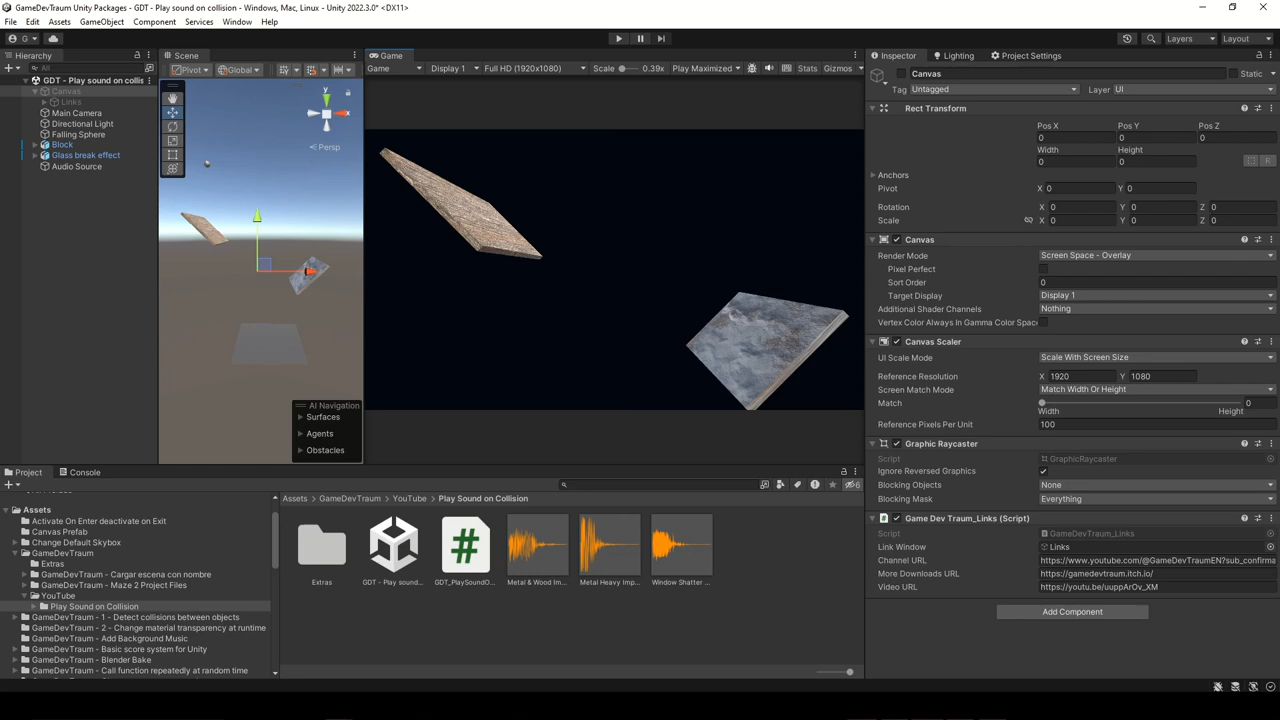 GameDevTraum Unity Packages - GDT - Play sound on collision - Windows, Mac, Linux - Unity 2022.3.0* <DX11>
File Edit Assets GameObject Component Services Window Help
G
Layers Layout
Hierarchy
All
GDT - Play sound on collis
Canvas
Links
Main Camera
Directional Light
Falling Sphere
Block
Glass break effect
Audio Source
Scene
Pivot Global
y
x
Persp
AI Navigation
Surfaces
Agents
Obstacles
Game
Game Display 1 Full HD (1920x1080) Scale 0.39x Play Maximized Stats Gizmos
Inspector Lighting Project Settings
Canvas Static
Tag Untagged Layer UI
Rect Transform
Pos X Pos Y Pos Z
0 0 0
Width Height
0 0 R
Anchors
Pivot X 0 Y 0
Rotation X 0 Y 0 Z 0
Scale X 0 Y 0 Z 0
Canvas
Render Mode Screen Space - Overlay
Pixel Perfect
Sort Order 0
Target Display Display 1
Additional Shader Channels Nothing
Vertex Color Always In Gamma Color Space
Canvas Scaler
UI Scale Mode Scale With Screen Size
Reference Resolution X 1920 Y 1080
Screen Match Mode Match Width Or Height
Match 0
Width Height
Reference Pixels Per Unit 100
Graphic Raycaster
Script GraphicRaycaster
Ignore Reversed Graphics
Blocking Objects None
Blocking Mask Everything
Game Dev Traum_Links (Script)
Script GameDevTraum_Links
Link Window Links
Channel URL https://www.youtube.com/@GameDevTraumEN?sub_confirma
More Downloads URL https://gamedevtraum.itch.io/
Video URL https://youtu.be/uuppArOv_XM
Add Component
Project Console
6
Assets
Activate On Enter deactivate on Exit
Canvas Prefab
Change Default Skybox
GameDevTraum
Extras
GameDevTraum - Cargar escena con nombre
GameDevTraum - Maze 2 Project Files
YouTube
Play Sound on Collision
GameDevTraum - 1 - Detect collisions between objects
GameDevTraum - 2 - Change material transparency at runtime
GameDevTraum - Add Background Music
GameDevTraum - Basic score system for Unity
GameDevTraum - Blender Bake
GameDevTraum - Call function repeatedly at random time
Assets GameDevTraum YouTube Play Sound on Collision
Extras GDT - Play sound... GDT_PlaySoundO... Metal & Wood Im... Metal Heavy Imp... Window Shatter ...